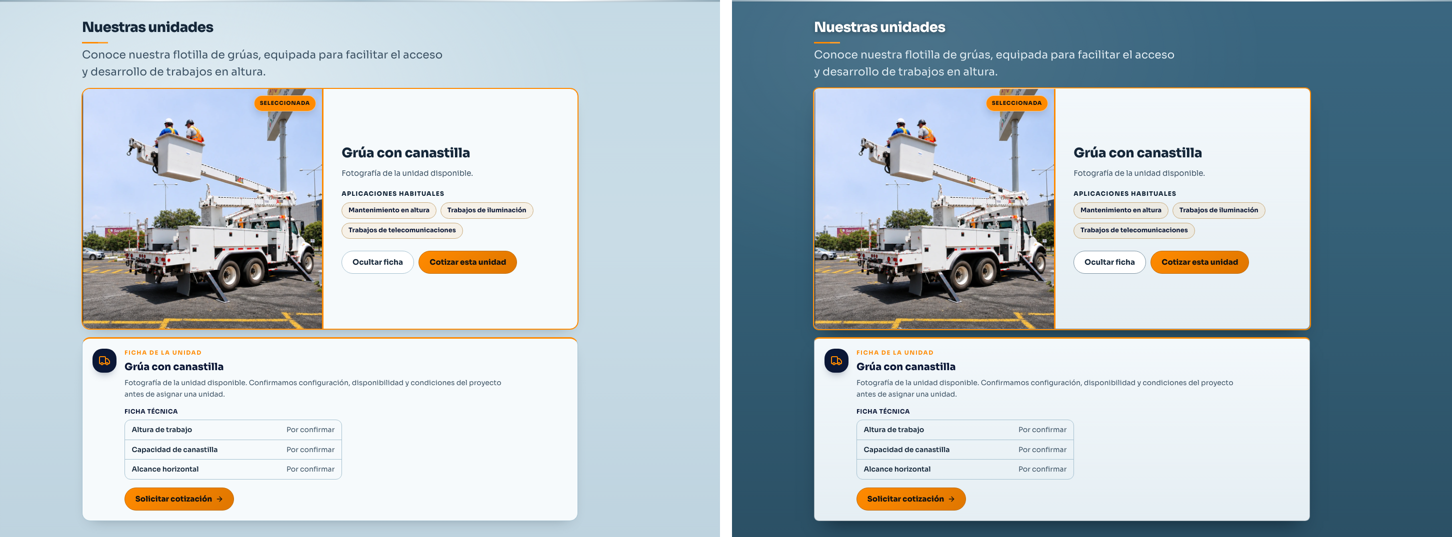 Nuestras unidades
Conoce nuestra flotilla de grúas, equipada para facilitar el acceso
y desarrollo de trabajos en altura.
SELECCIONADA
Grúa con canastilla
Fotografía de la unidad disponible.
APLICACIONES HABITUALES
Mantenimiento en altura
Trabajos de iluminación
Trabajos de telecomunicaciones
Ocultar ficha
Cotizar esta unidad
FICHA DE LA UNIDAD
Grúa con canastilla
Fotografía de la unidad disponible. Confirmamos configuración, disponibilidad y condiciones del proyecto
antes de asignar una unidad.
FICHA TÉCNICA
Altura de trabajo Por confirmar
Capacidad de canastilla Por confirmar
Alcance horizontal Por confirmar
Solicitar cotización →
Nuestras unidades
Conoce nuestra flotilla de grúas, equipada para facilitar el acceso
y desarrollo de trabajos en altura.
SELECCIONADA
Grúa con canastilla
Fotografía de la unidad disponible.
APLICACIONES HABITUALES
Mantenimiento en altura
Trabajos de iluminación
Trabajos de telecomunicaciones
Ocultar ficha
Cotizar esta unidad
FICHA DE LA UNIDAD
Grúa con canastilla
Fotografía de la unidad disponible. Confirmamos configuración, disponibilidad y condiciones del proyecto
antes de asignar una unidad.
FICHA TÉCNICA
Altura de trabajo Por confirmar
Capacidad de canastilla Por confirmar
Alcance horizontal Por confirmar
Solicitar cotización →